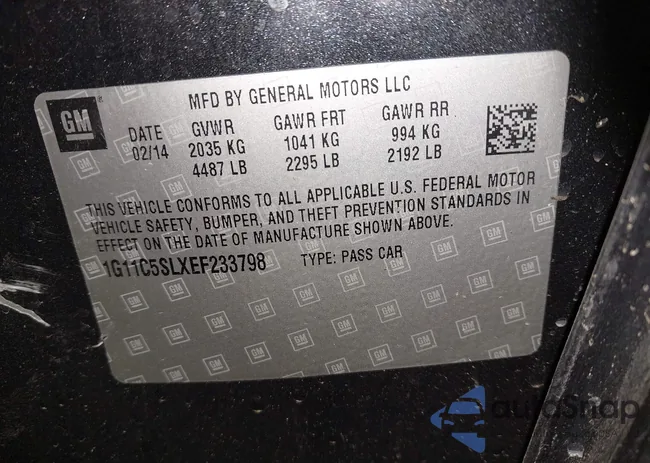 GM
MFD BY GENERAL MOTORS LLC
DATE GVWR GAWR FRT GAWR RR
02/14 2035 KG 1041 KG 994 KG
4487 LB 2295 LB 2192 LB
THIS VEHICLE CONFORMS TO ALL APPLICABLE U.S. FEDERAL MOTOR
VEHICLE SAFETY, BUMPER, AND THEFT PREVENTION STANDARDS IN
EFFECT ON THE DATE OF MANUFACTURE SHOWN ABOVE.
1G11C5SLXEF233798 TYPE: PASS CAR
autoSnap